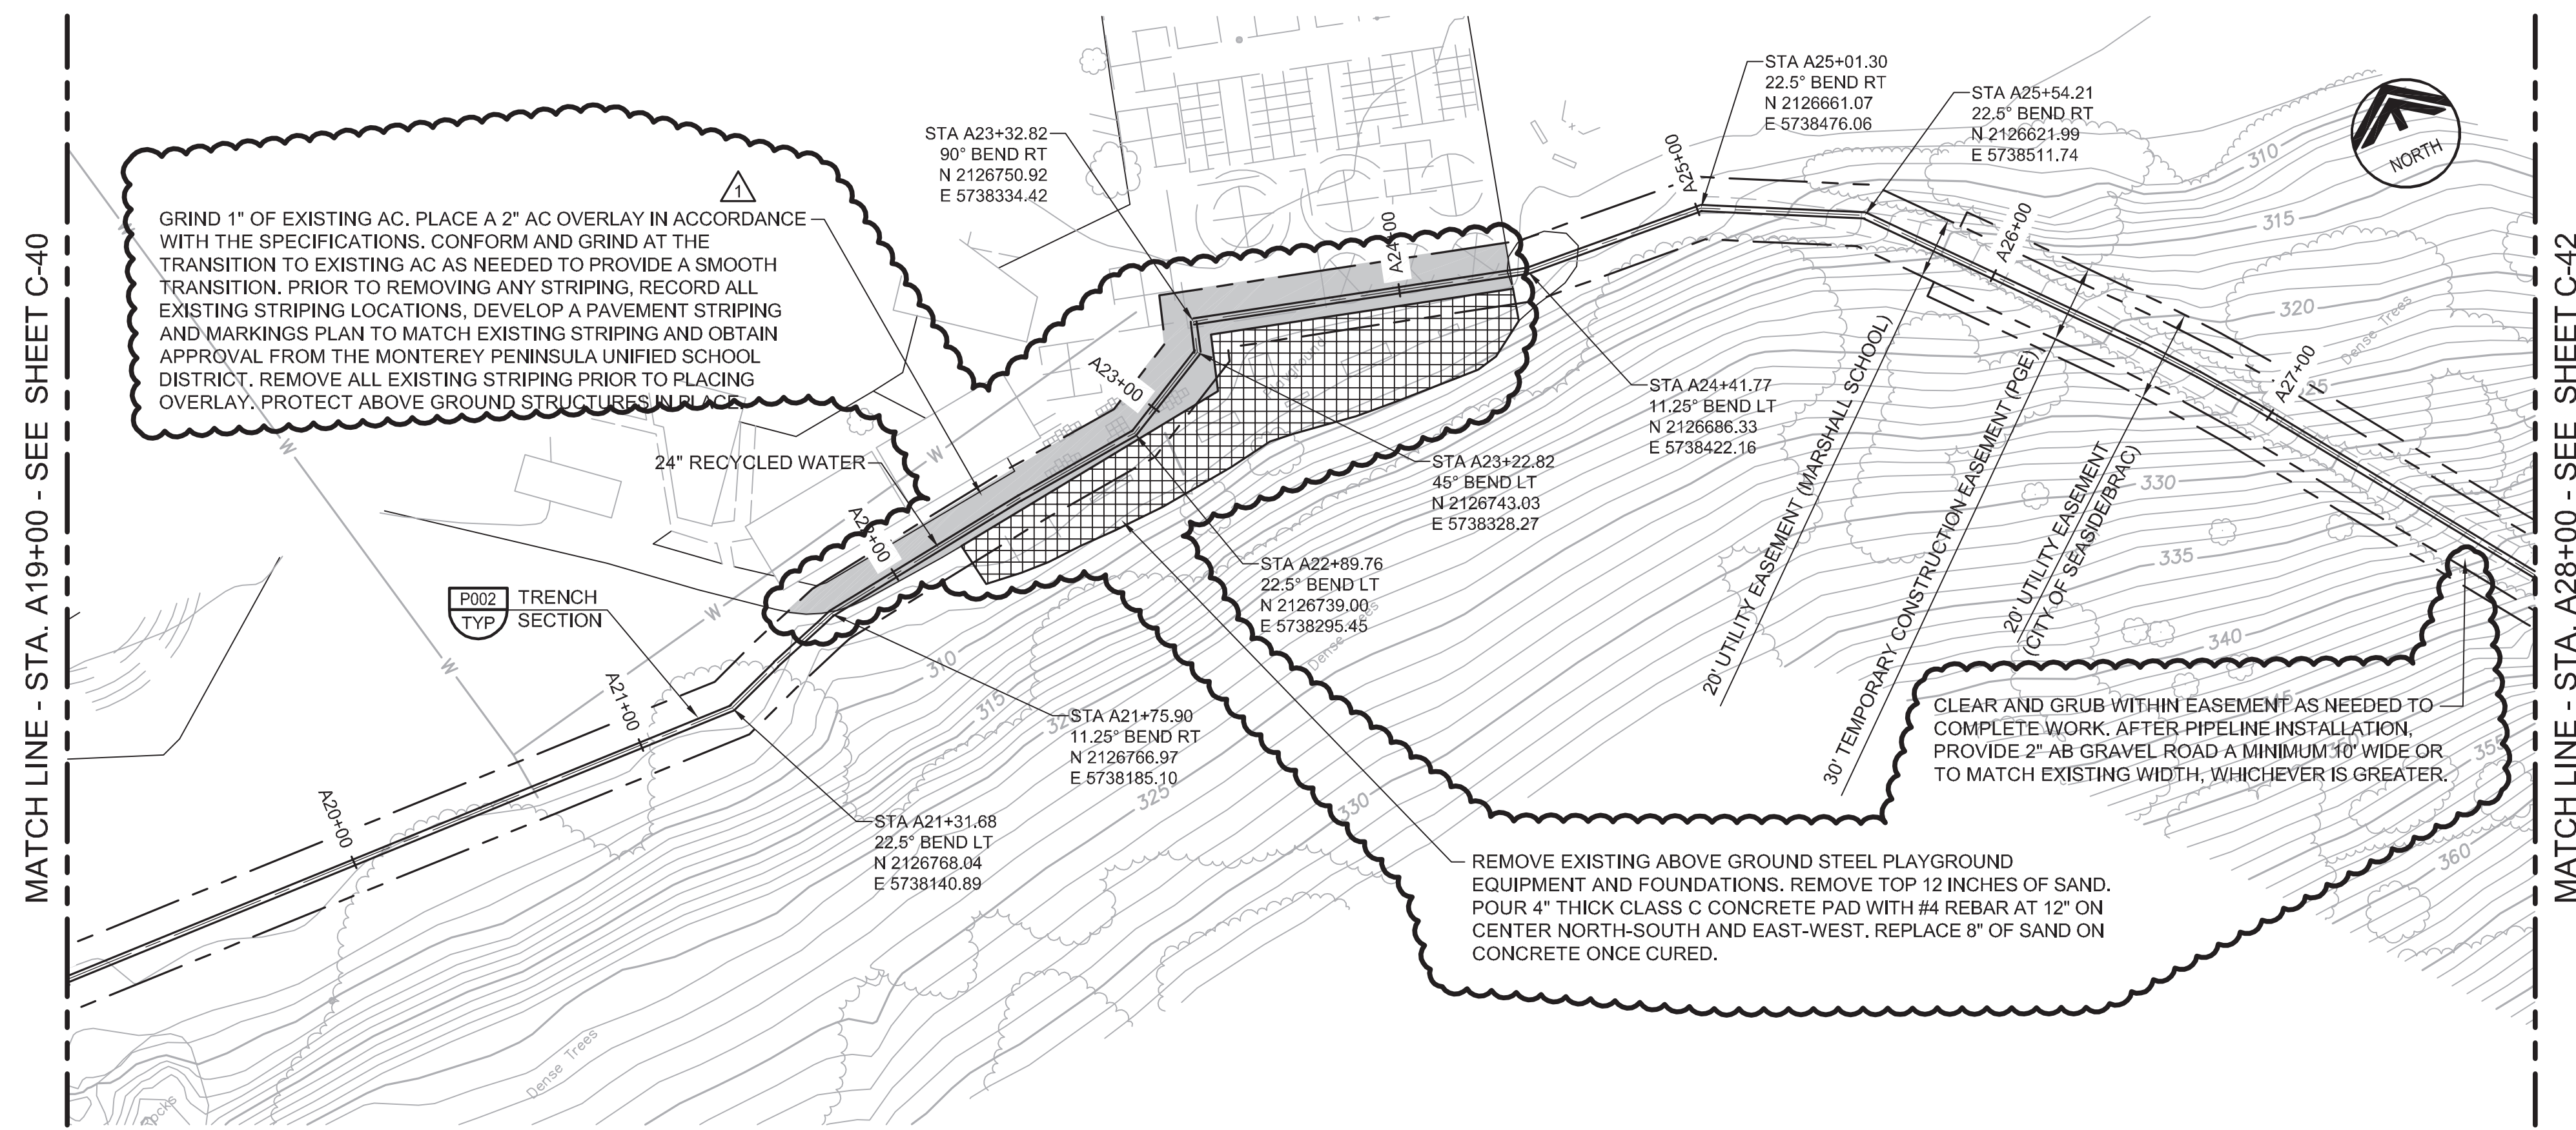 MATCH LINE - STA. A19+00 - SEE SHEET C-40
1
GRIND 1" OF EXISTING AC. PLACE A 2" AC OVERLAY IN ACCORDANCE
WITH THE SPECIFICATIONS. CONFORM AND GRIND AT THE
TRANSITION TO EXISTING AC AS NEEDED TO PROVIDE A SMOOTH
TRANSITION. PRIOR TO REMOVING ANY STRIPING, RECORD ALL
EXISTING STRIPING LOCATIONS, DEVELOP A PAVEMENT STRIPING
AND MARKINGS PLAN TO MATCH EXISTING STRIPING AND OBTAIN
APPROVAL FROM THE MONTEREY PENINSULA UNIFIED SCHOOL
DISTRICT. REMOVE ALL EXISTING STRIPING PRIOR TO PLACING
OVERLAY. PROTECT ABOVE GROUND STRUCTURES IN PLACE.
STA A23+32.82
90° BEND RT
N 2126750.92
E 5738334.42
STA A25+01.30
22.5° BEND RT
N 2126661.07
E 5738476.06
STA A25+54.21
22.5° BEND RT
N 2126621.99
E 5738511.74
NORTH
24" RECYCLED WATER
P002
TYP
TRENCH
SECTION
A20+00
A21+00
A22+00
A23+00
A24+00
A25+00
A26+00
A27+00
STA A24+41.77
11.25° BEND LT
N 2126686.33
E 5738422.16
STA A23+22.82
45° BEND LT
N 2126743.03
E 5738328.27
STA A22+89.76
22.5° BEND LT
N 2126739.00
E 5738295.45
STA A21+75.90
11.25° BEND RT
N 2126766.97
E 5738185.10
STA A21+31.68
22.5° BEND LT
N 2126768.04
E 5738140.89
20' UTILITY EASEMENT (MARSHALL SCHOOL)
30' TEMPORARY CONSTRUCTION EASEMENT (PGE)
20' UTILITY EASEMENT
(CITY OF SEASIDE/BRAC)
CLEAR AND GRUB WITHIN EASEMENT AS NEEDED TO
COMPLETE WORK. AFTER PIPELINE INSTALLATION,
PROVIDE 2" AB GRAVEL ROAD A MINIMUM 10' WIDE OR
TO MATCH EXISTING WIDTH, WHICHEVER IS GREATER.
REMOVE EXISTING ABOVE GROUND STEEL PLAYGROUND
EQUIPMENT AND FOUNDATIONS. REMOVE TOP 12 INCHES OF SAND.
POUR 4" THICK CLASS C CONCRETE PAD WITH #4 REBAR AT 12" ON
CENTER NORTH-SOUTH AND EAST-WEST. REPLACE 8" OF SAND ON
CONCRETE ONCE CURED.
W
W
W
W
W
Playground
310
315
320
325
330
310
315
320
325
330
335
340
345
350
355
360
Dense Trees
Dense Trees
Dense Trees
Rocks
MATCH LINE - STA. A28+00 - SEE SHEET C-42